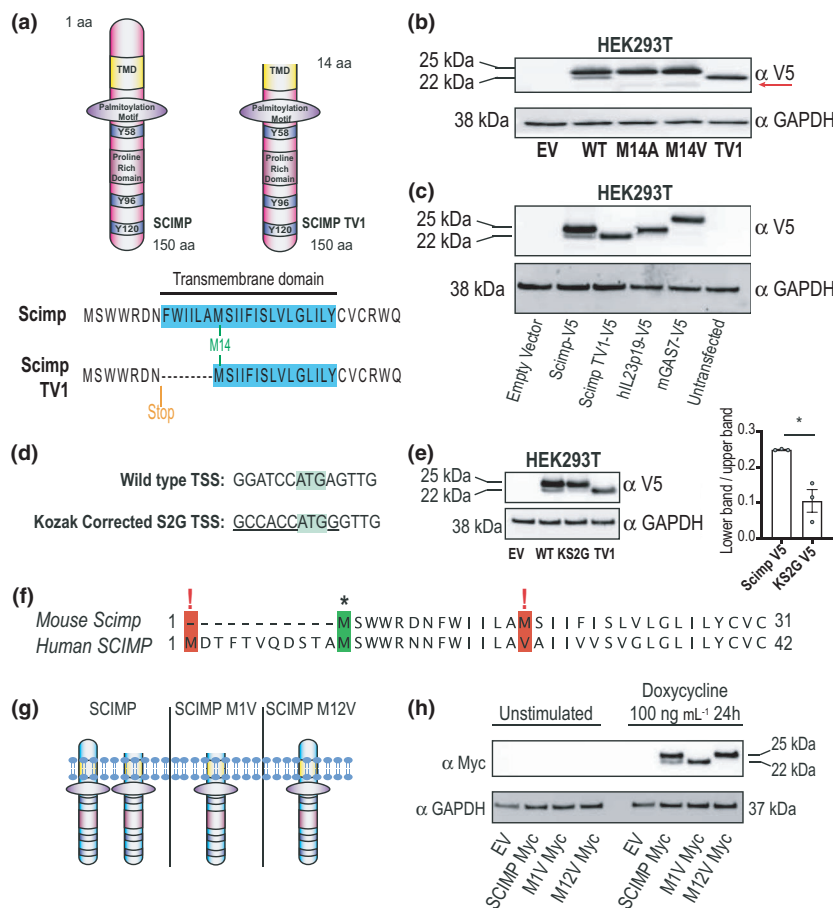 (a)
1 aa
TMD
Palmitoylation Motif
Y58
Proline Rich Domain
Y96
Y120
SCIMP
150 aa
14 aa
TMD
Palmitoylation Motif
Y58
Proline Rich Domain
Y96
Y120
SCIMP TV1
150 aa
Transmembrane domain
Scimp MSWWRDNFWIILAMSIIFISLVLGLILYCVCRWQ
M14
Scimp TV1 MSWWRDN------MSIIFISLVLGLILYCVCRWQ
Stop
(b)
HEK293T
25 kDa
22 kDa
α V5
38 kDa
α GAPDH
EV WT M14A M14V TV1
(c)
HEK293T
25 kDa
22 kDa
α V5
38 kDa
α GAPDH
Empty Vector
Scimp-V5
Scimp TV1-V5
hIL23p19-V5
mGAS7-V5
Untransfected
(d)
Wild type TSS: GGATCCATGAGTTG
Kozak Corrected S2G TSS: GCCACCATGGGTTG
(e)
HEK293T
25 kDa
22 kDa
α V5
38 kDa
α GAPDH
EV WT KS2G TV1
Lower band / upper band
0.4
0.2
0.0
*
Scimp V5
KS2G V5
(f)
! * !
Mouse Scimp 1 - - - - - - - - - - - M S W W R D N F W I I L A M S I I F I S L V L G L I L Y C V C 31
Human SCIMP 1 M D T F T V Q D S T A M S W W R N N F W I I L A V A I I V V S V G L G L I L Y C V C 42
(g)
SCIMP
SCIMP M1V
SCIMP M12V
(h)
Unstimulated
Doxycycline
100 ng mL⁻¹ 24h
α Myc
25 kDa
22 kDa
α GAPDH
37 kDa
EV
SCIMP Myc
M1V Myc
M12V Myc
EV
SCIMP Myc
M1V Myc
M12V Myc